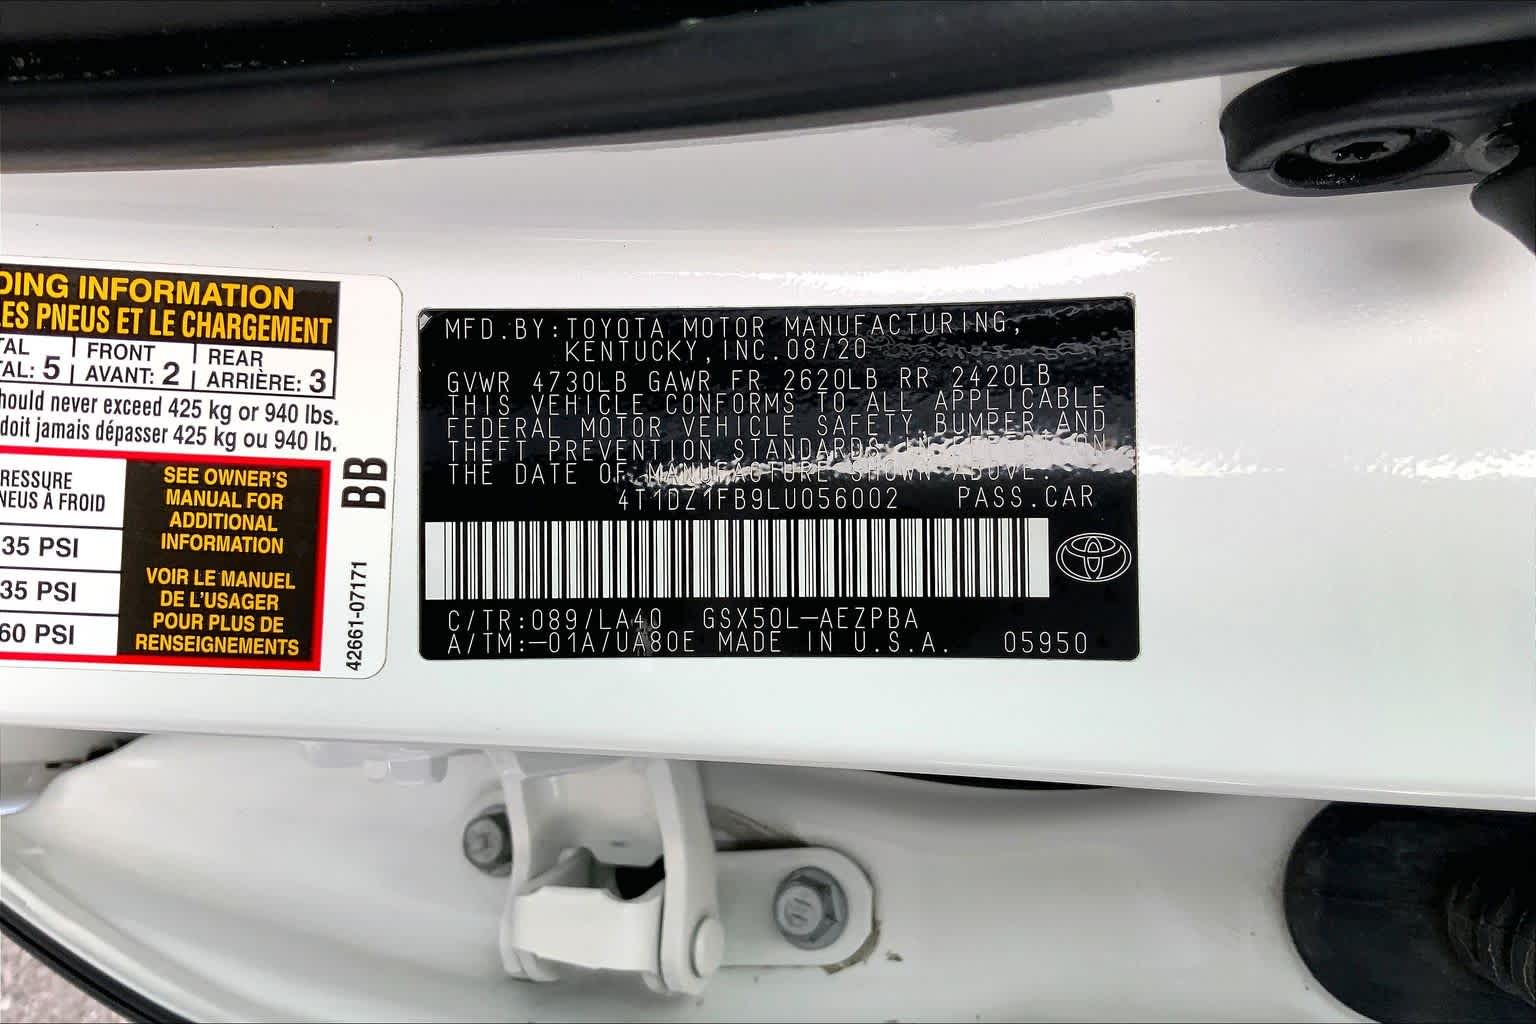 DING INFORMATION
LES PNEUS ET LE CHARGEMENT
TAL FRONT REAR
TAL: 5 AVANT: 2 ARRIÈRE: 3
hould never exceed 425 kg or 940 lbs.
doit jamais dépasser 425 kg ou 940 lb.
RESSURE
NEUS À FROID
35 PSI
35 PSI
60 PSI
SEE OWNER'S
MANUAL FOR
ADDITIONAL
INFORMATION
VOIR LE MANUEL
DE L'USAGER
POUR PLUS DE
RENSEIGNEMENTS
BB
42661-07171
MFD.BY:TOYOTA MOTOR MANUFACTURING,
KENTUCKY,INC.08/20
GVWR 4730LB GAWR FR 2620LB RR 2420LB
THIS VEHICLE CONFORMS TO ALL APPLICABLE
FEDERAL MOTOR VEHICLE SAFETY,BUMPER,AND
THEFT PREVENTION STANDARDS IN EFFECT ON
THE DATE OF MANUFACTURE SHOWN ABOVE.
4T1DZ1FB9LU056002 PASS.CAR
C/TR:089/LA40 GSX50L-AEZPBA
A/TM:-01A/UA80E MADE IN U.S.A. 05950